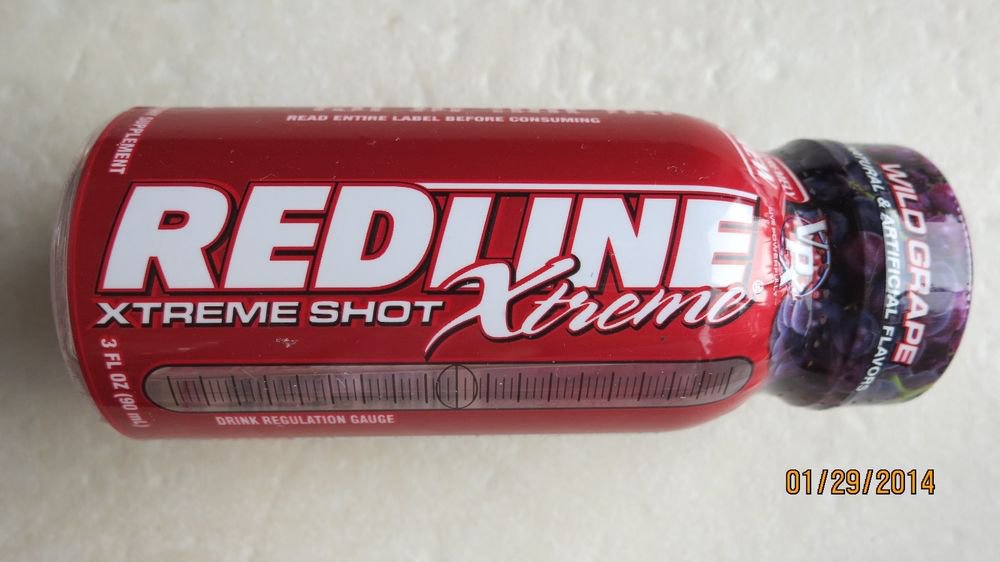 READ ENTIRE LABEL BEFORE CONSUMING
SUPPLEMENT
REDLINE
Xtreme®
XTREME SHOT
3 FL OZ (90 mL)
DRINK REGULATION GAUGE
VPX
WILD GRAPE
& ARTIFICIAL FLAVORS
01/29/2014